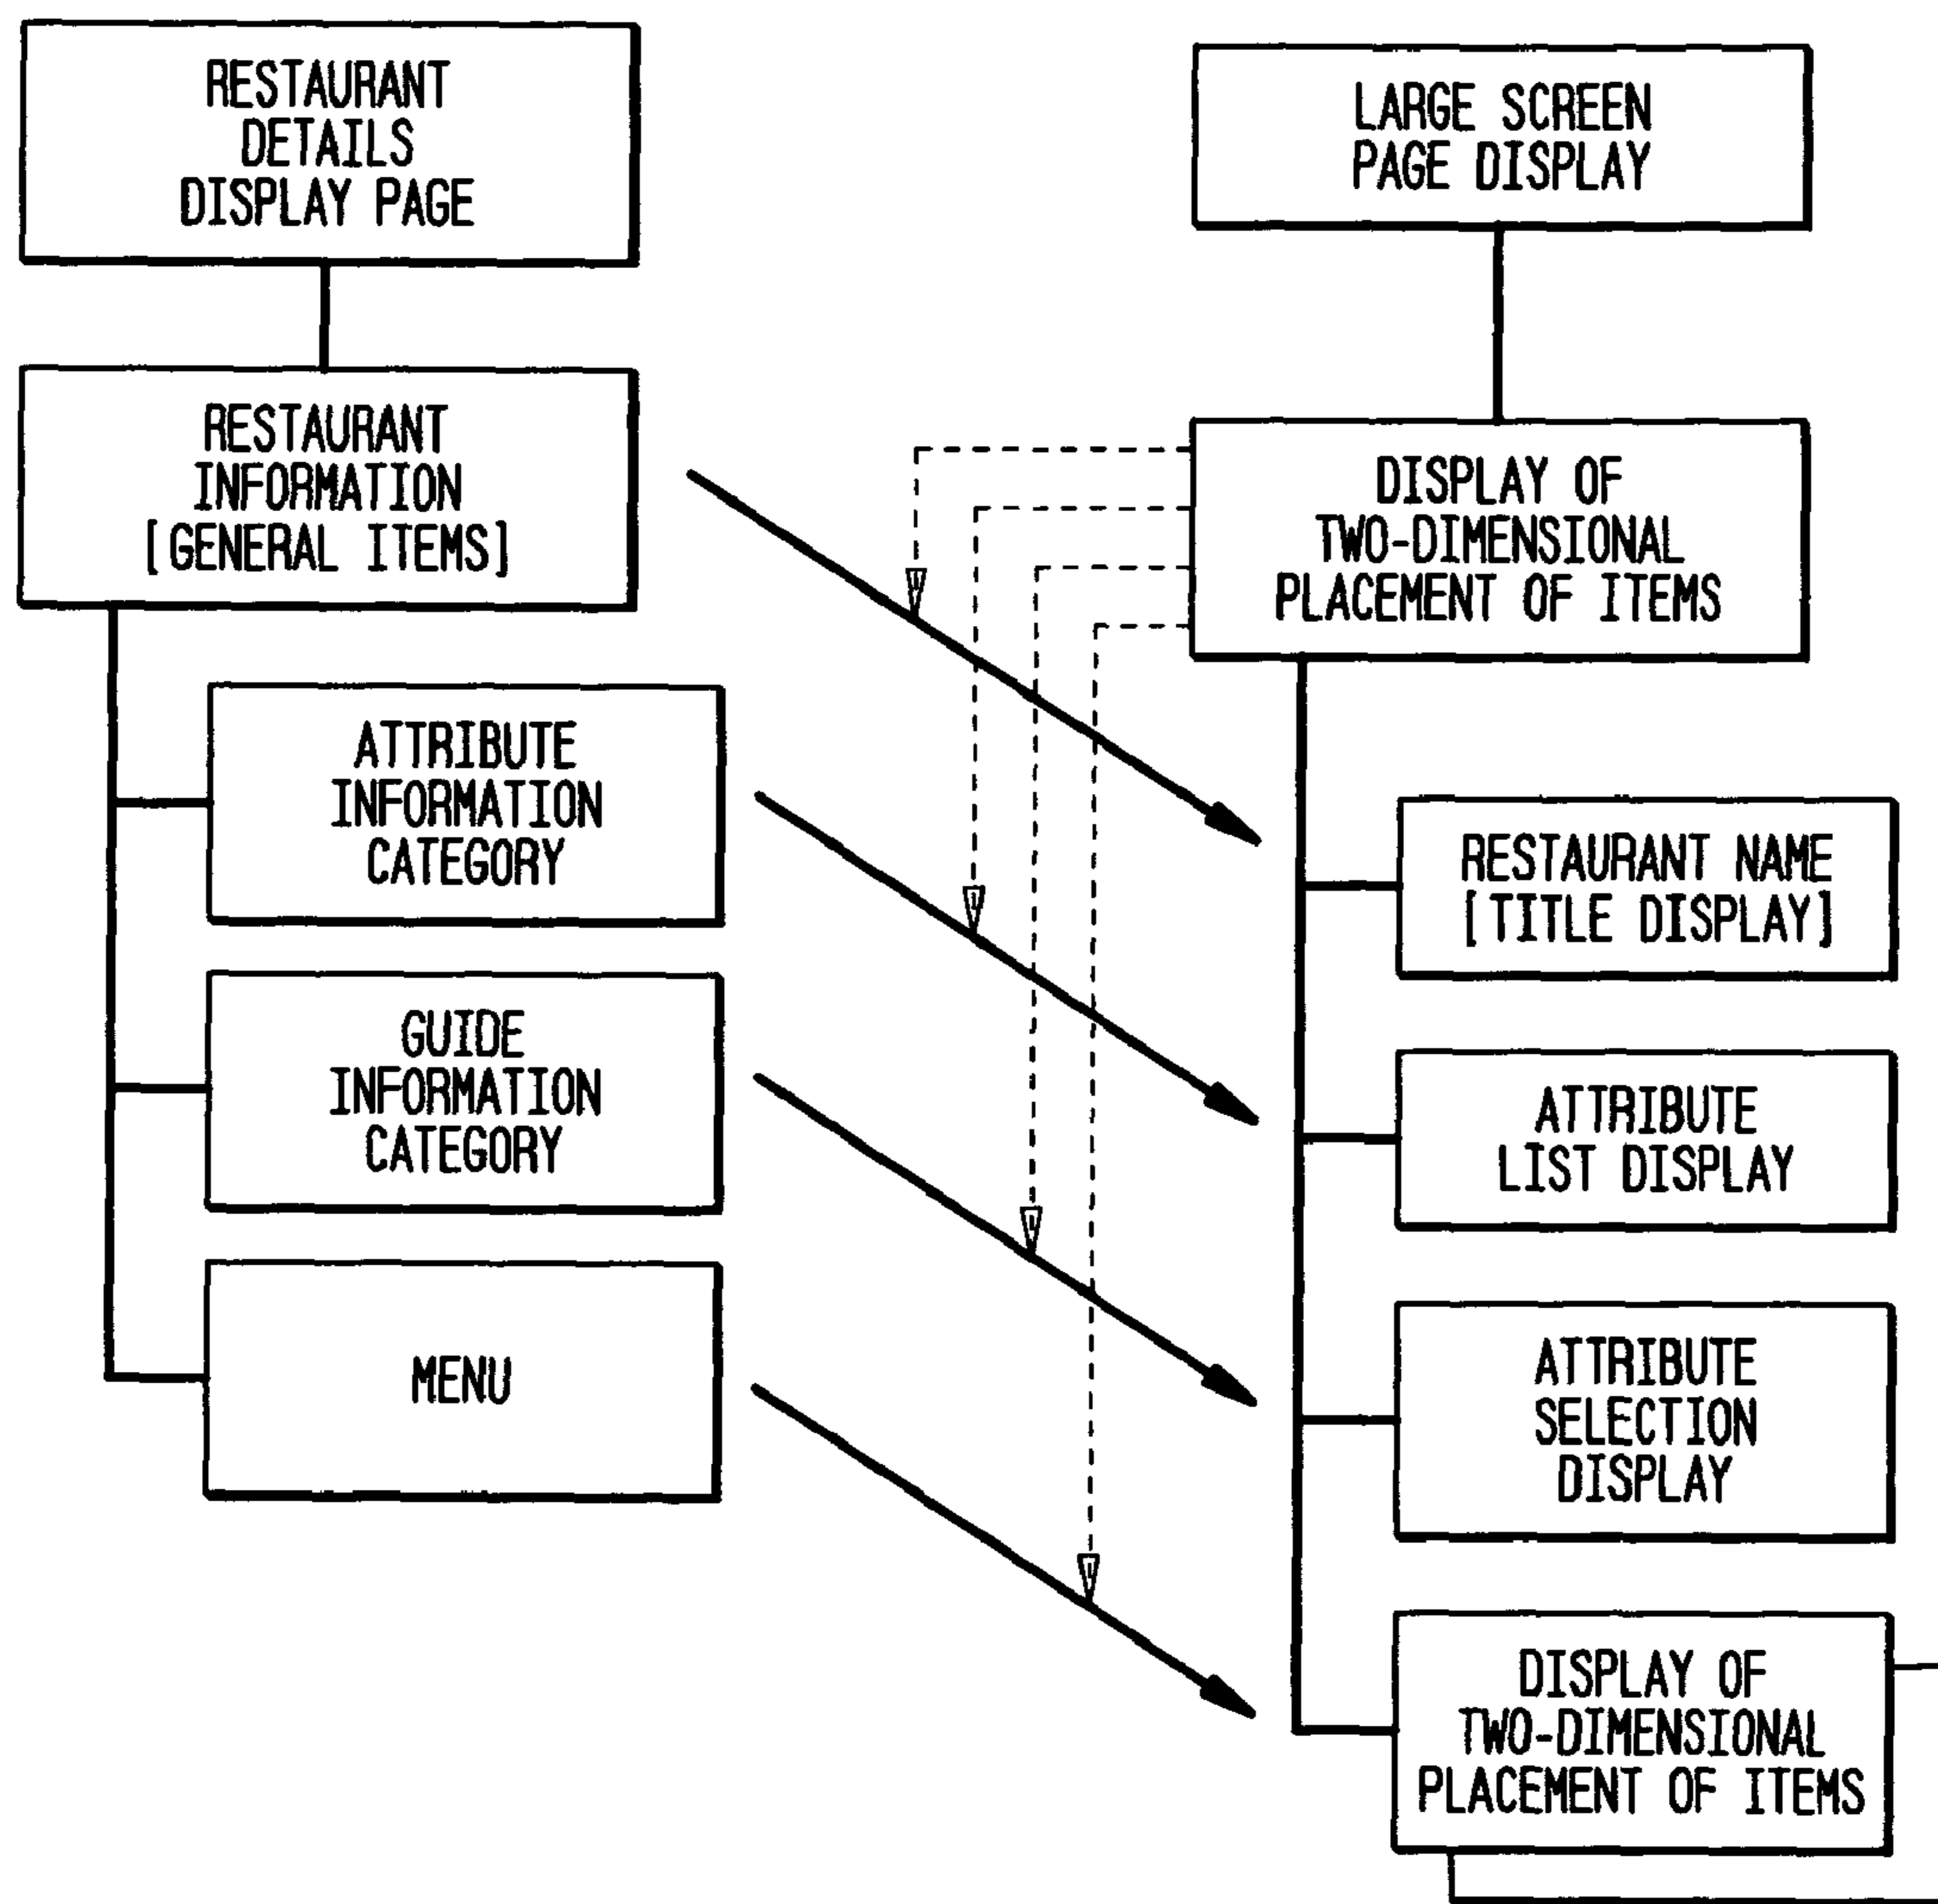 RESTAURANT
DETAILS
DISPLAY PAGE
RESTAURANT
INFORMATION
[GENERAL ITEMS]
ATTRIBUTE
INFORMATION
CATEGORY
GUIDE
INFORMATION
CATEGORY
MENU
LARGE SCREEN
PAGE DISPLAY
DISPLAY OF
TWO-DIMENSIONAL
PLACEMENT OF ITEMS
RESTAURANT NAME
[TITLE DISPLAY]
ATTRIBUTE
LIST DISPLAY
ATTRIBUTE
SELECTION
DISPLAY
DISPLAY OF
TWO-DIMENSIONAL
PLACEMENT OF ITEMS